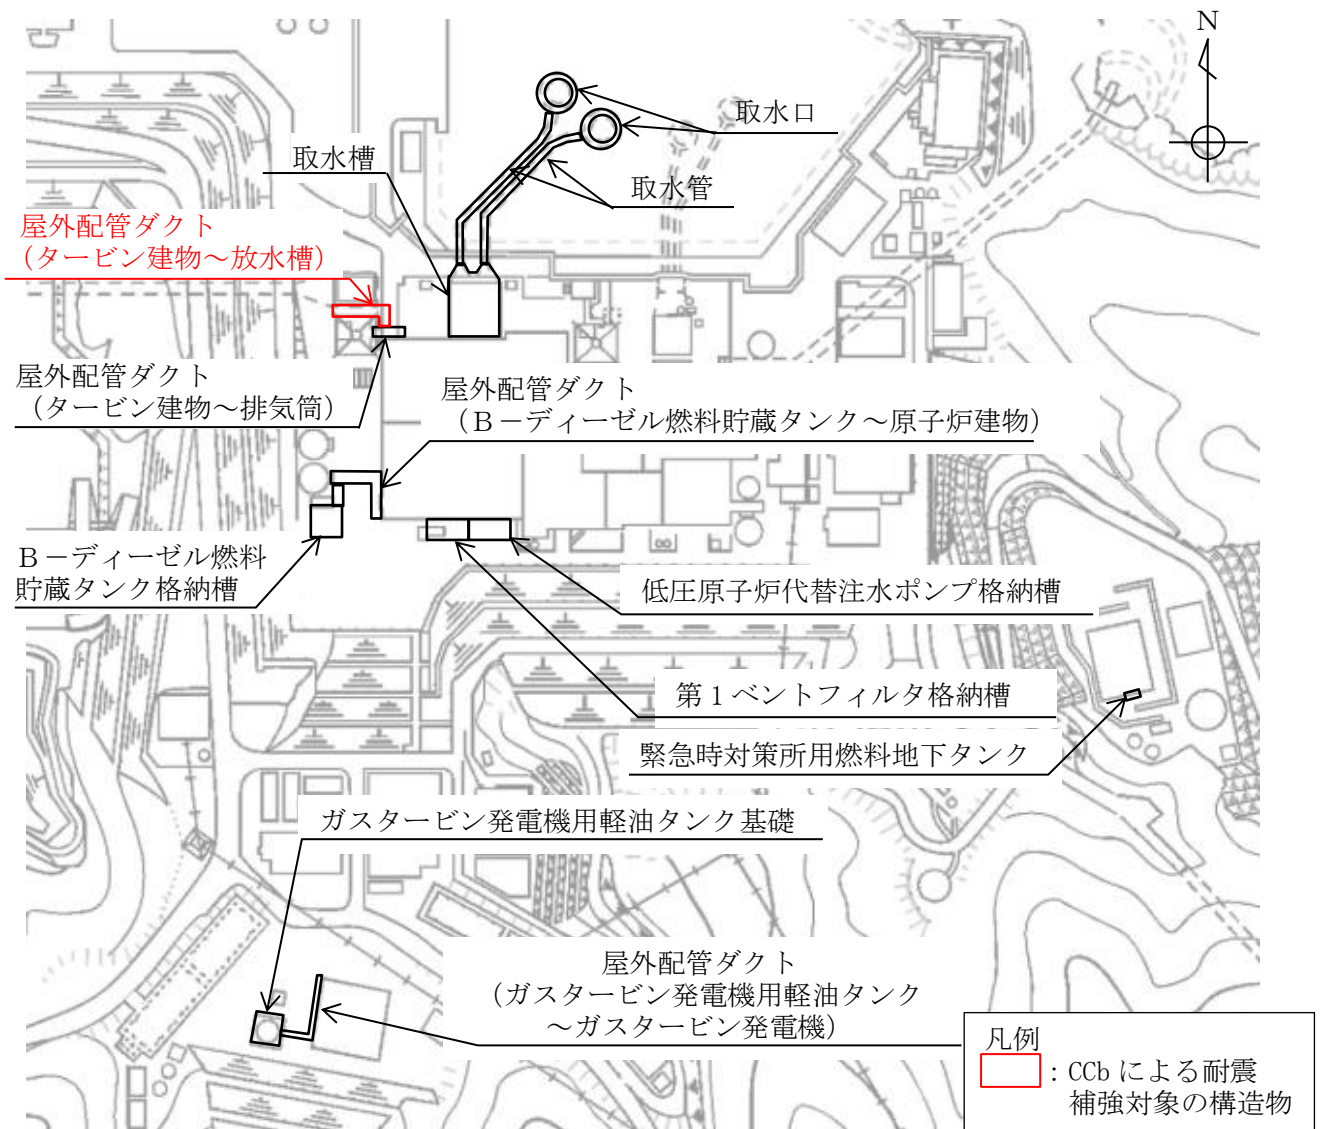 N
取水口
取水槽
取水管
屋外配管ダクト
（タービン建物～放水槽）
屋外配管ダクト
（タービン建物～排気筒）
屋外配管ダクト
（Ｂ－ディーゼル燃料貯蔵タンク～原子炉建物）
Ｂ－ディーゼル燃料
貯蔵タンク格納槽
低圧原子炉代替注水ポンプ格納槽
第１ベントフィルタ格納槽
緊急時対策所用燃料地下タンク
ガスタービン発電機用軽油タンク基礎
屋外配管ダクト
（ガスタービン発電機用軽油タンク
～ガスタービン発電機）
凡例
：CCb による耐震
補強対象の構造物